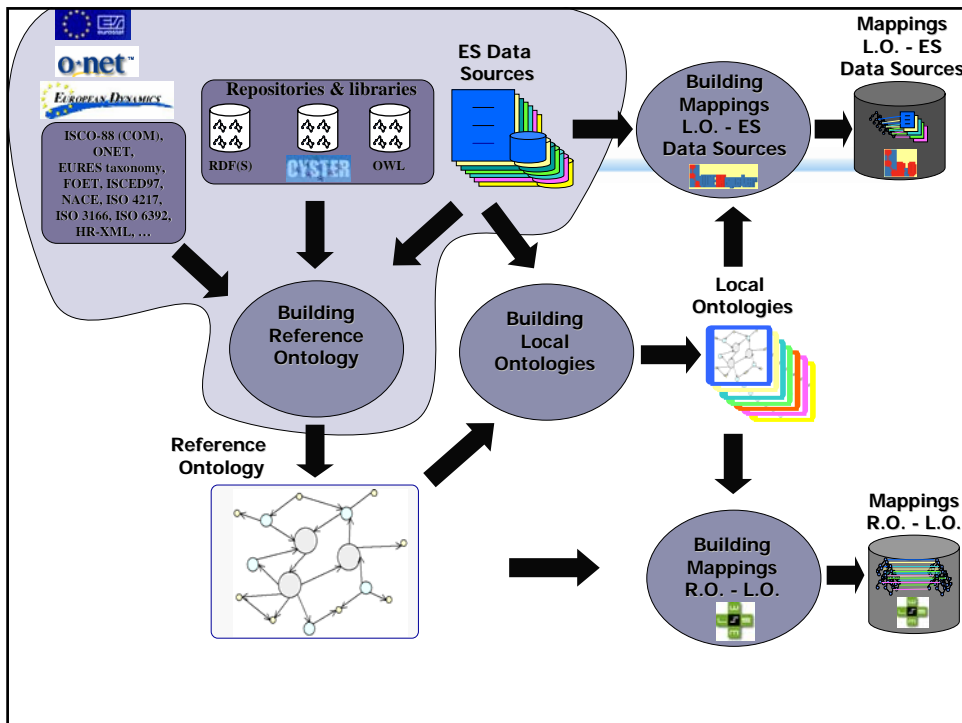 eurostat
o*net™
EUROPEAN DYNAMICS
ISCO-88 (COM),
ONET,
EURES taxonomy,
FOET, ISCED97,
NACE, ISO 4217,
ISO 3166, ISO 6392,
HR-XML, …
Repositories & libraries
RDF(S)
CYSTER
OWL
ES Data
Sources
Building
Mappings
L.O. - ES
Data Sources
Mappings
L.O. - ES
Data Sources
Building
Reference
Ontology
Building
Local
Ontologies
Local
Ontologies
Reference
Ontology
Building
Mappings
R.O. - L.O.
Mappings
R.O. - L.O.